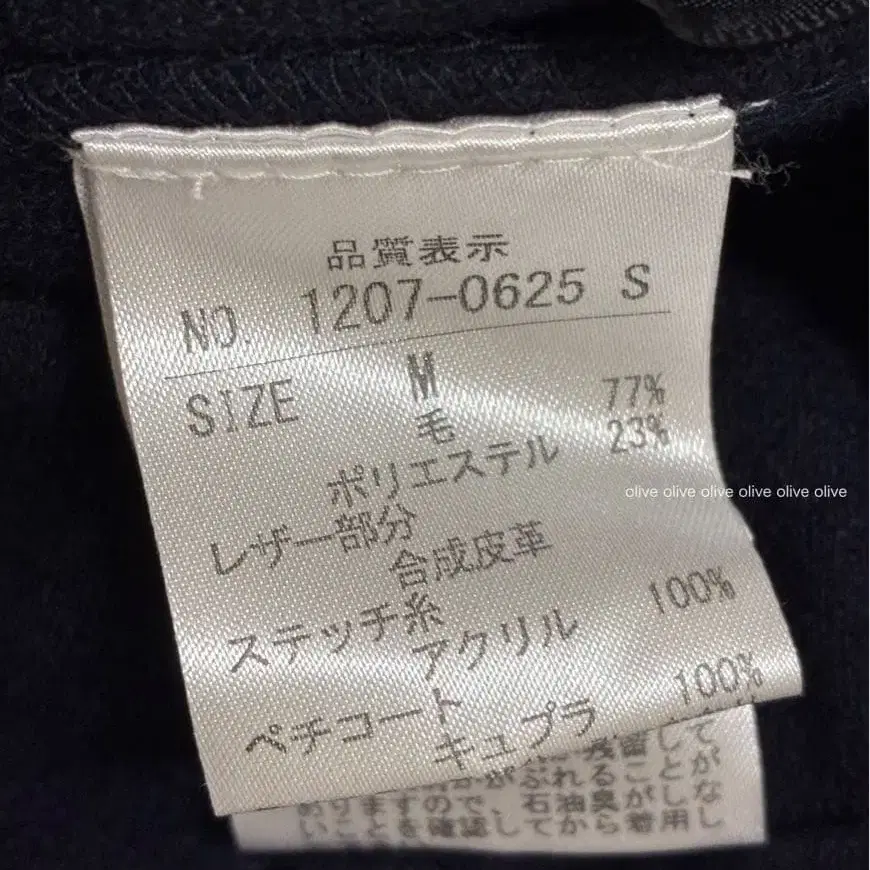 品質表示
NO. 1207-0625 S
SIZE M
毛 77%
ポリエステル 23%
レザー部分
合成皮革
ステッチ糸
アクリル 100%
ペチコート
キュプラ 100%
olive olive olive olive olive olive